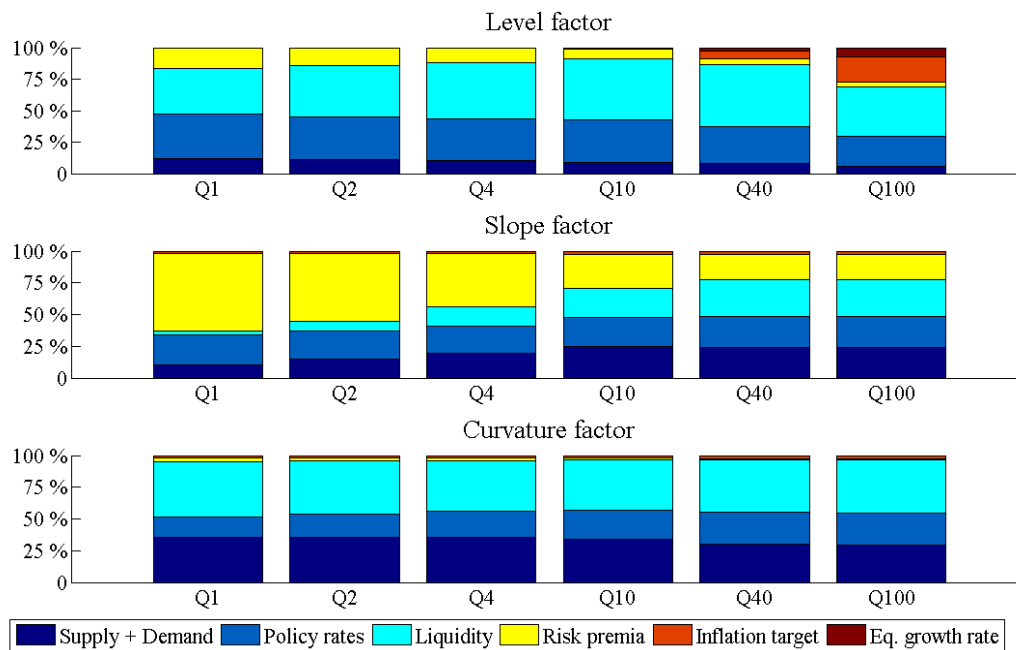 Level factor
100 %
75 %
50 %
25 %
0
Q1 Q2 Q4 Q10 Q40 Q100
Slope factor
100 %
75 %
50 %
25 %
0
Q1 Q2 Q4 Q10 Q40 Q100
Curvature factor
100 %
75 %
50 %
25 %
0
Q1 Q2 Q4 Q10 Q40 Q100
Supply + Demand Policy rates Liquidity Risk premia Inflation target Eq. growth rate